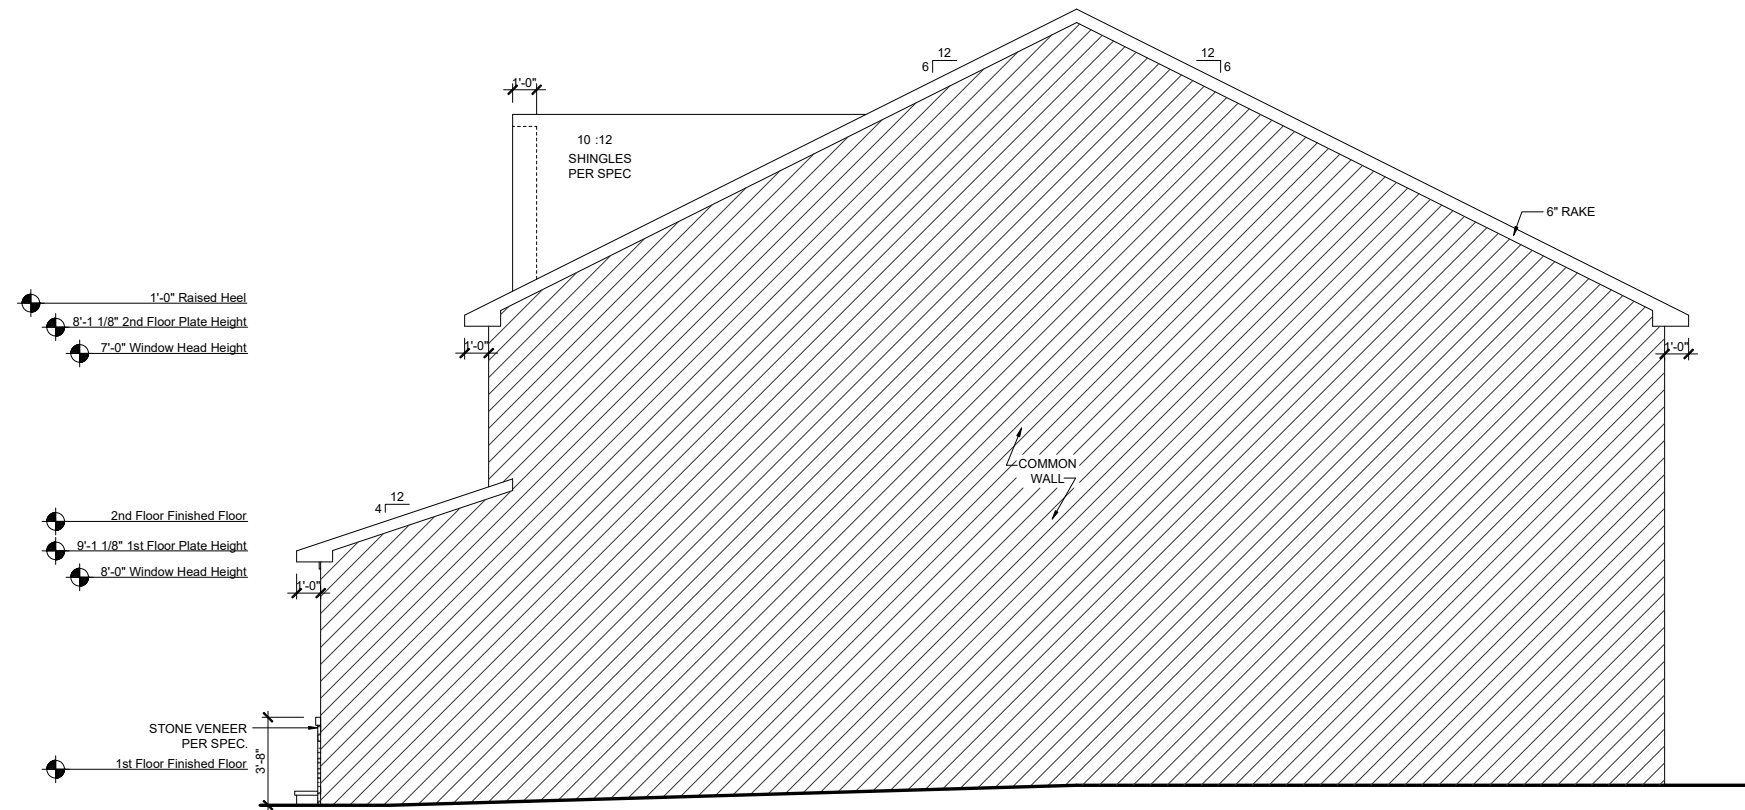 12
6
12
6
1'-0"
10 :12
SHINGLES
PER SPEC
6" RAKE
1'-0" Raised Heel
8'-1 1/8" 2nd Floor Plate Height
7'-0" Window Head Height
1'-0"
1'-0"
COMMON
WALL
12
4
2nd Floor Finished Floor
9'-1 1/8" 1st Floor Plate Height
8'-0" Window Head Height
1'-0"
STONE VENEER
PER SPEC.
3'-8"
1st Floor Finished Floor